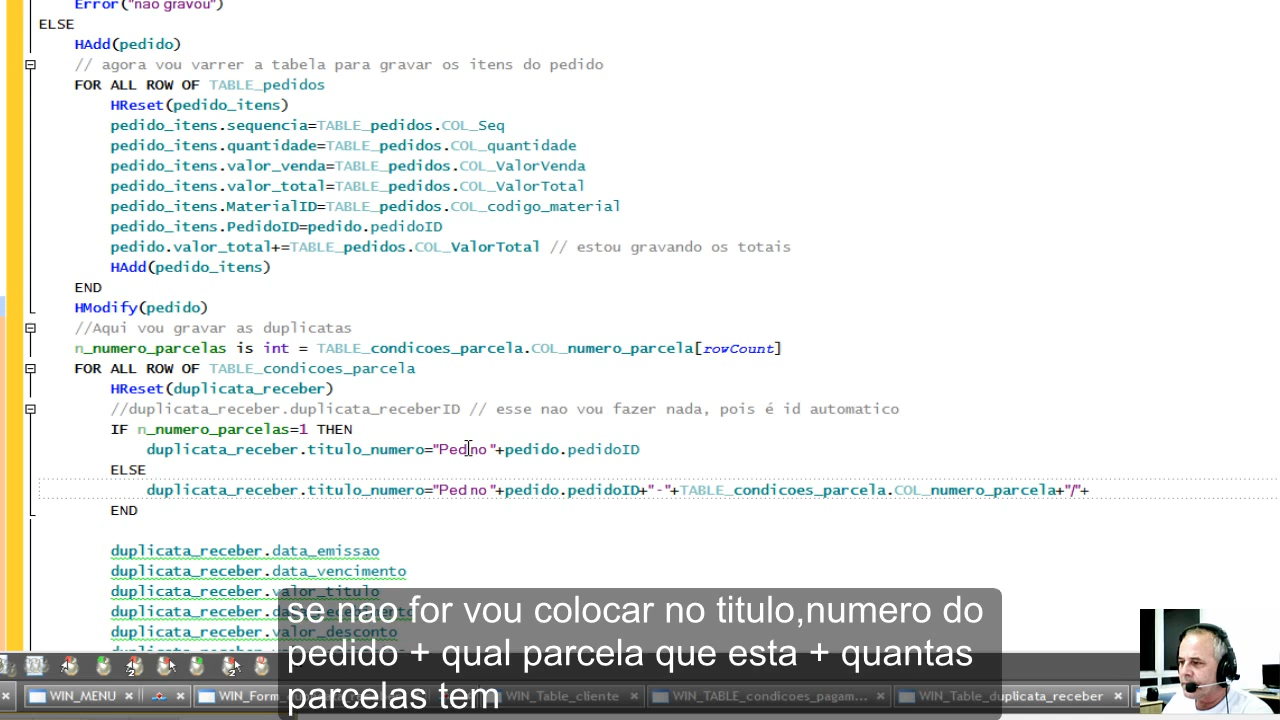 Error("nao gravou")
ELSE
HAdd(pedido)
// agora vou varrer a tabela para gravar os itens do pedido
FOR ALL ROW OF TABLE_pedidos
HReset(pedido_itens)
pedido_itens.sequencia=TABLE_pedidos.COL_Seq
pedido_itens.quantidade=TABLE_pedidos.COL_quantidade
pedido_itens.valor_venda=TABLE_pedidos.COL_ValorVenda
pedido_itens.valor_total=TABLE_pedidos.COL_ValorTotal
pedido_itens.MaterialID=TABLE_pedidos.COL_codigo_material
pedido_itens.PedidoID=pedido.pedidoID
pedido.valor_total+=TABLE_pedidos.COL_ValorTotal // estou gravando os totais
HAdd(pedido_itens)
END
HModify(pedido)
//Aqui vou gravar as duplicatas
n_numero_parcelas is int = TABLE_condicoes_parcela.COL_numero_parcela[rowCount]
FOR ALL ROW OF TABLE_condicoes_parcela
HReset(duplicata_receber)
//duplicata_receber.duplicata_receberID // esse nao vou fazer nada, pois é id automatico
IF n_numero_parcelas=1 THEN
duplicata_receber.titulo_numero="Ped no "+pedido.pedidoID
ELSE
duplicata_receber.titulo_numero="Ped no "+pedido.pedidoID+"-"+TABLE_condicoes_parcela.COL_numero_parcela+"/"+
END
duplicata_receber.data_emissao
duplicata_receber.data_vencimento
duplicata_receber.valor_titulo
duplicata_receber.valor_desconto
se nao for vou colocar no titulo,numero do
pedido + qual parcela que esta + quantas
parcelas tem
WIN_MENU WIN_Form WIN_Table_cliente WIN_TABLE_condicoes_pagam... WIN_Table_duplicata_receber